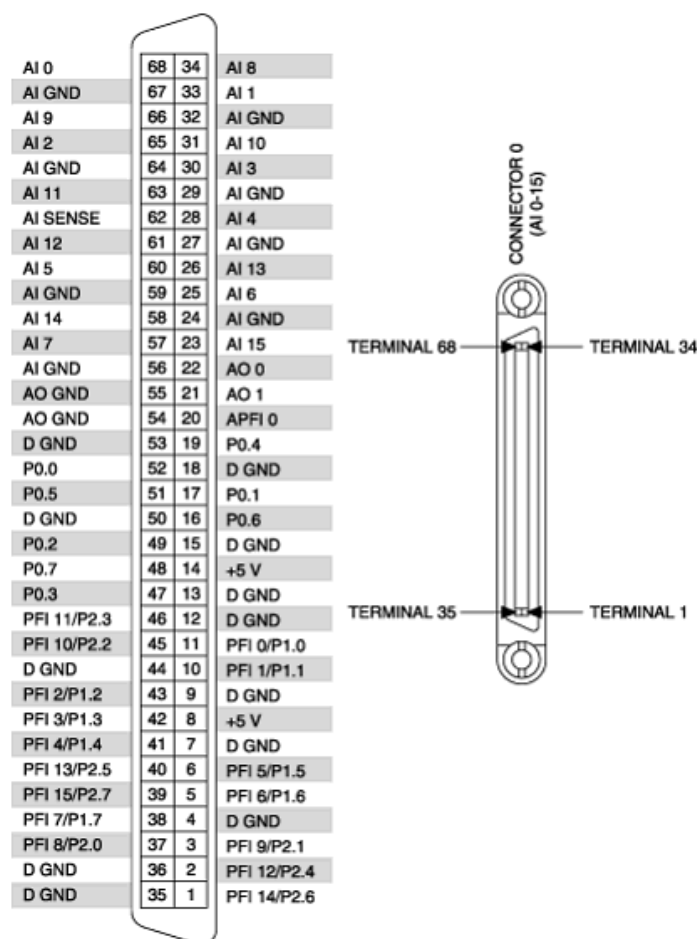 AI 0 68 34 AI 8
AI GND 67 33 AI 1
AI 9 66 32 AI GND
AI 2 65 31 AI 10
AI GND 64 30 AI 3
AI 11 63 29 AI GND
AI SENSE 62 28 AI 4
AI 12 61 27 AI GND
AI 5 60 26 AI 13
AI GND 59 25 AI 6
AI 14 58 24 AI GND
AI 7 57 23 AI 15
AI GND 56 22 AO 0
AO GND 55 21 AO 1
AO GND 54 20 APFI 0
D GND 53 19 P0.4
P0.0 52 18 D GND
P0.5 51 17 P0.1
D GND 50 16 P0.6
P0.2 49 15 D GND
P0.7 48 14 +5 V
P0.3 47 13 D GND
PFI 11/P2.3 46 12 D GND
PFI 10/P2.2 45 11 PFI 0/P1.0
D GND 44 10 PFI 1/P1.1
PFI 2/P1.2 43 9 D GND
PFI 3/P1.3 42 8 +5 V
PFI 4/P1.4 41 7 D GND
PFI 13/P2.5 40 6 PFI 5/P1.5
PFI 15/P2.7 39 5 PFI 6/P1.6
PFI 7/P1.7 38 4 D GND
PFI 8/P2.0 37 3 PFI 9/P2.1
D GND 36 2 PFI 12/P2.4
D GND 35 1 PFI 14/P2.6
CONNECTOR 0
(AI 0-15)
TERMINAL 68 TERMINAL 34
TERMINAL 35 TERMINAL 1